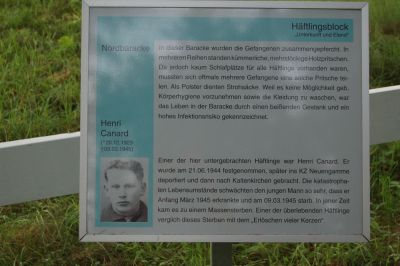 Häftlingsblock
„Unterkunft und Elend"
Nordbaracke
In dieser Baracke wurden die Gefangenen zusammengepfercht. In
mehreren Reihen standen kümmerliche, mehrstöckige Holzpritschen.
Da jedoch kaum Schlafplätze für alle Häftlinge vorhanden waren,
mussten sich oftmals mehrere Gefangene eine solche Pritsche tei-
len. Als Polster dienten Strohsäcke. Weil es keine Möglichkeit gab,
Körperhygiene vorzunehmen sowie die Kleidung zu waschen, war
das Leben in der Baracke durch einen beißenden Gestank und ein
hohes Infektionsrisiko gekennzeichnet.
Henri
Canard
(*20.10.1923
†09.03.1945)
Einer der hier untergebrachten Häftlinge war Henri Canard. Er
wurde am 21.06.1944 festgenommen, später ins KZ Neuengamme
deportiert und dann nach Kaltenkirchen gebracht. Die katastropha-
len Lebensumstände schwächten den jungen Mann so sehr, dass er
Anfang März 1945 erkrankte und am 09.03.1945 starb. In jener Zeit
kam es zu einem Massensterben. Einer der überlebenden Häftlinge
verglich dieses Sterben mit dem „Erlöschen vieler Kerzen".